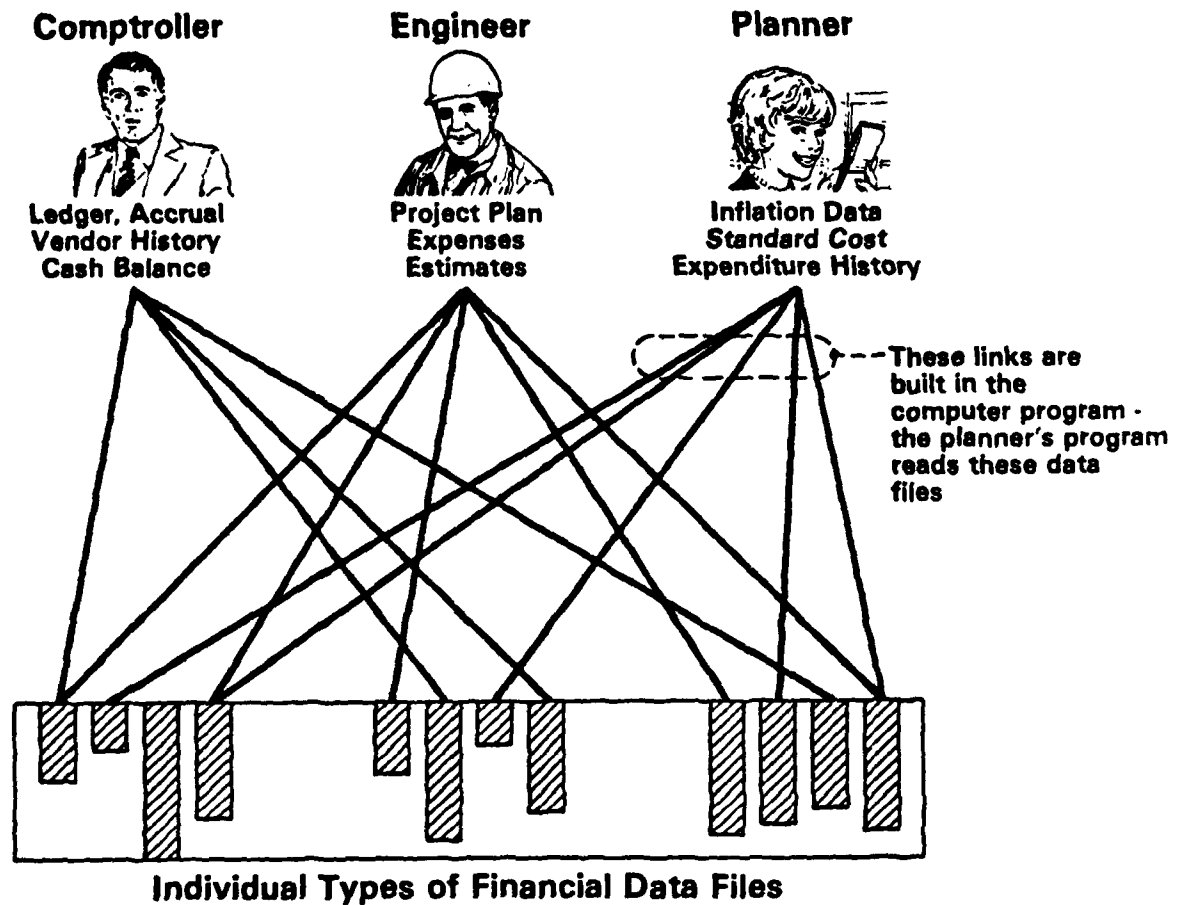 Comptroller
Engineer
Planner
Ledger, Accrual
Vendor History
Cash Balance
Project Plan
Expenses
Estimates
Inflation Data
Standard Cost
Expenditure History
These links are
built in the
computer program -
the planner's program
reads these data
files
Individual Types of Financial Data Files